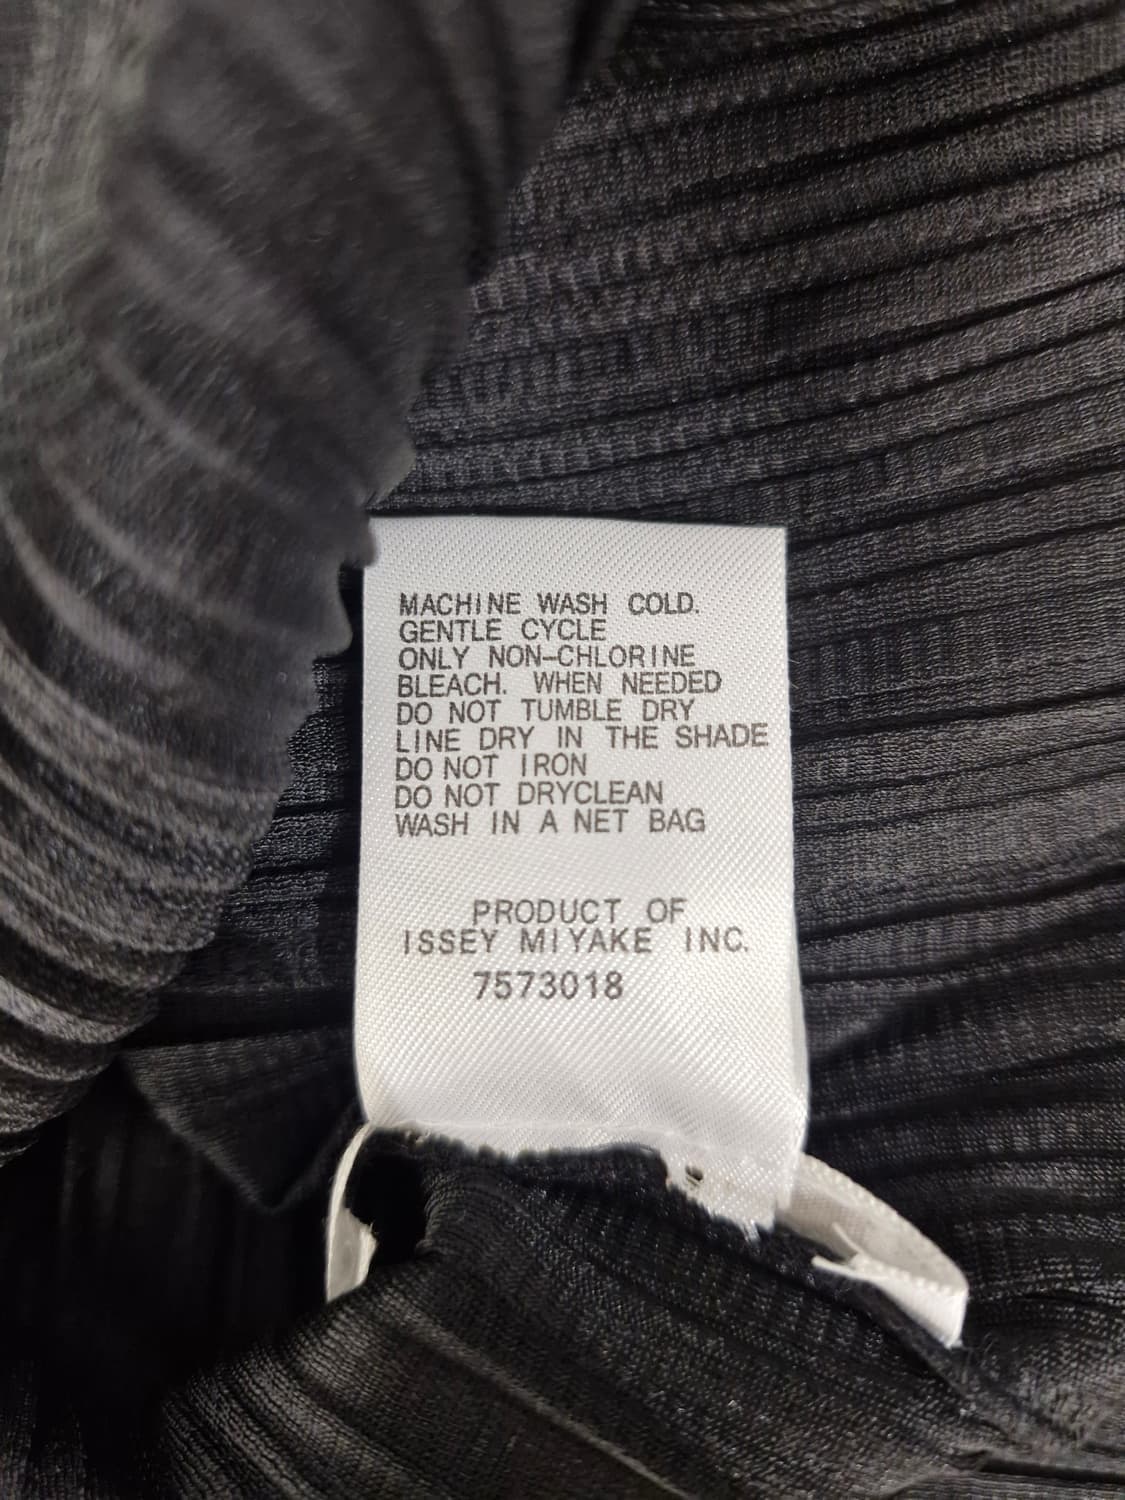 MACHINE WASH COLD.
GENTLE CYCLE
ONLY NON-CHLORINE
BLEACH. WHEN NEEDED
DO NOT TUMBLE DRY
LINE DRY IN THE SHADE
DO NOT IRON
DO NOT DRYCLEAN
WASH IN A NET BAG
PRODUCT OF
ISSEY MIYAKE INC.
7573018